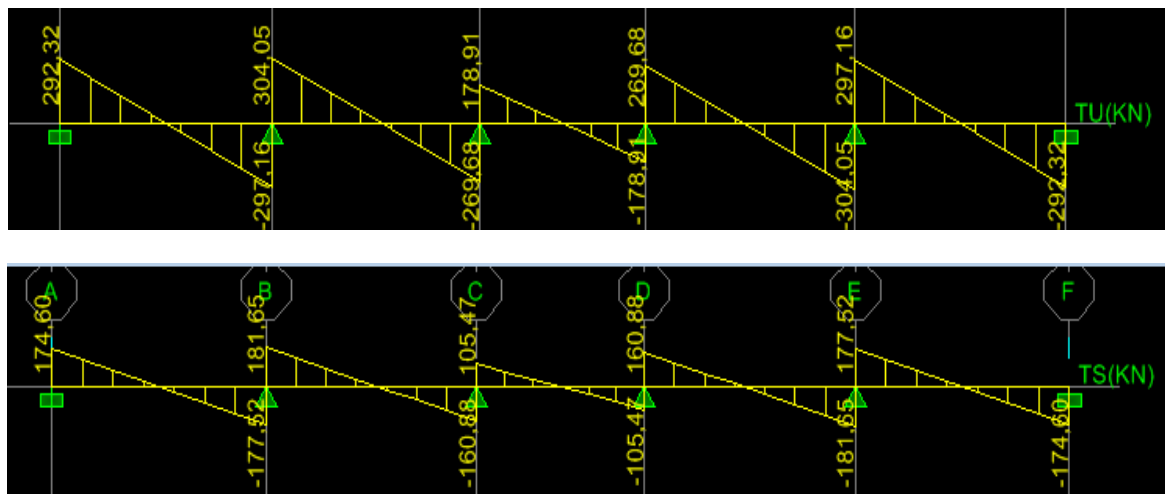 292,32 304,05 178,91 269,68 297,16
TU(KN)
-297,16 -269,68 -178,91 -304,05 -292,32
A B C D E F
174,60 181,65 105,47 160,88 177,52
TS(KN)
-177,52 -160,88 -105,47 -181,65 -174,60